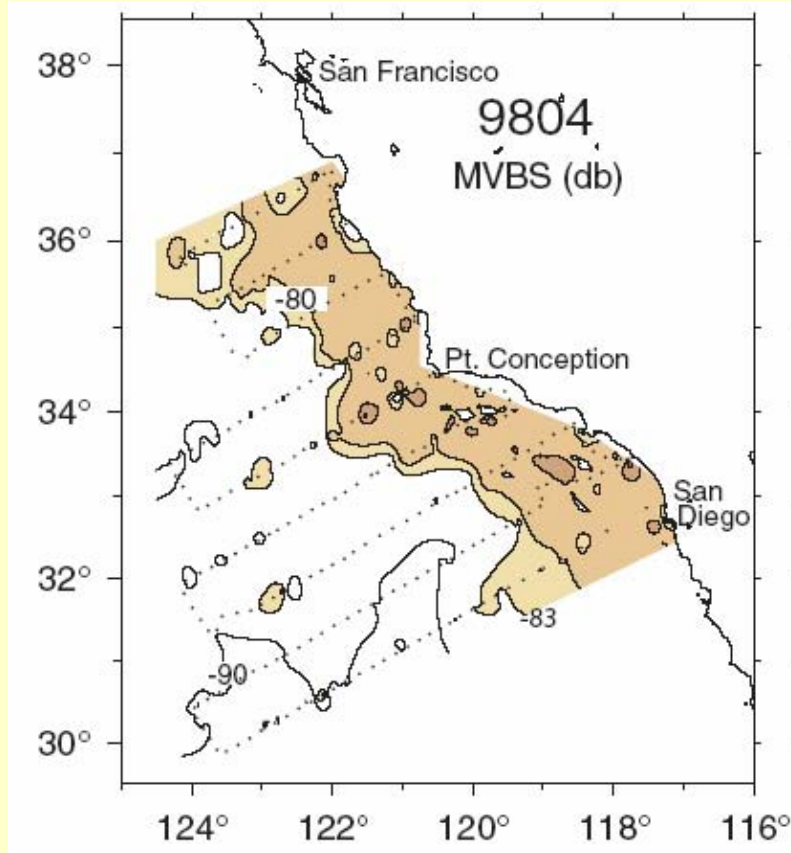 38°
San Francisco
9804
MVBS (db)
36°
-80
Pt. Conception
34°
San
Diego
32°
-83
-90
30°
124°
122°
120°
118°
116°